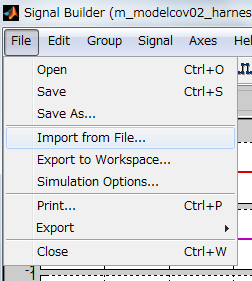 Signal Builder (m_modelcov02_harnes
File Edit Group Signal Axes H
Open Ctrl+O
Save Ctrl+S
Save As...
Import from File...
Export to Workspace...
Simulation Options...
Print... Ctrl+P
Export
Close Ctrl+W